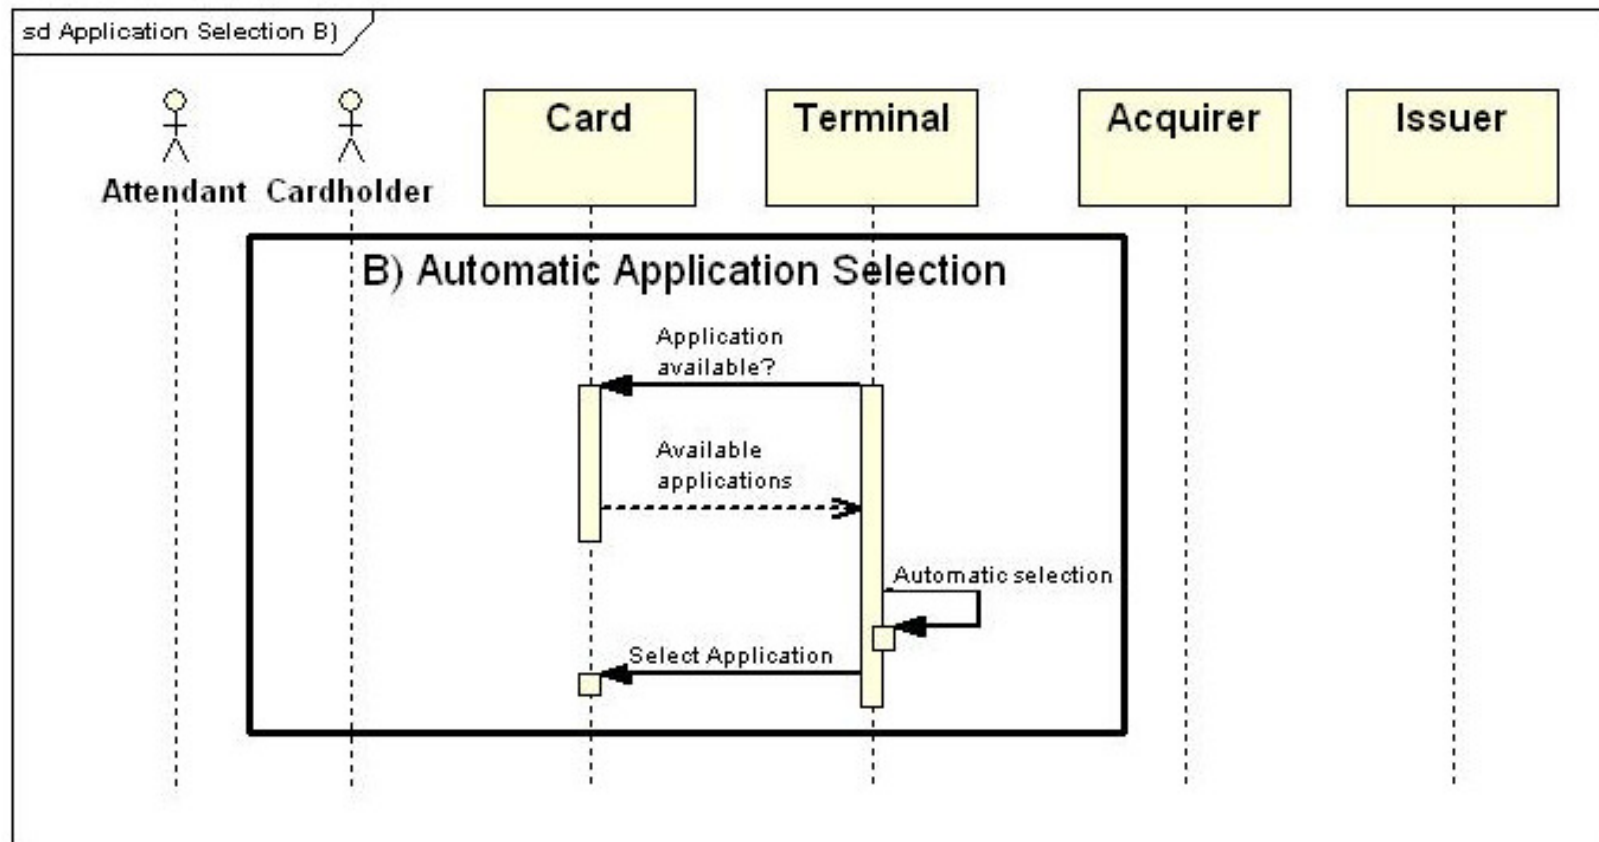 sd Application Selection B)
Card
Terminal
Acquirer
Issuer
Attendant
Cardholder
B) Automatic Application Selection
Application
available?
Available
applications
Automatic selection
Select Application